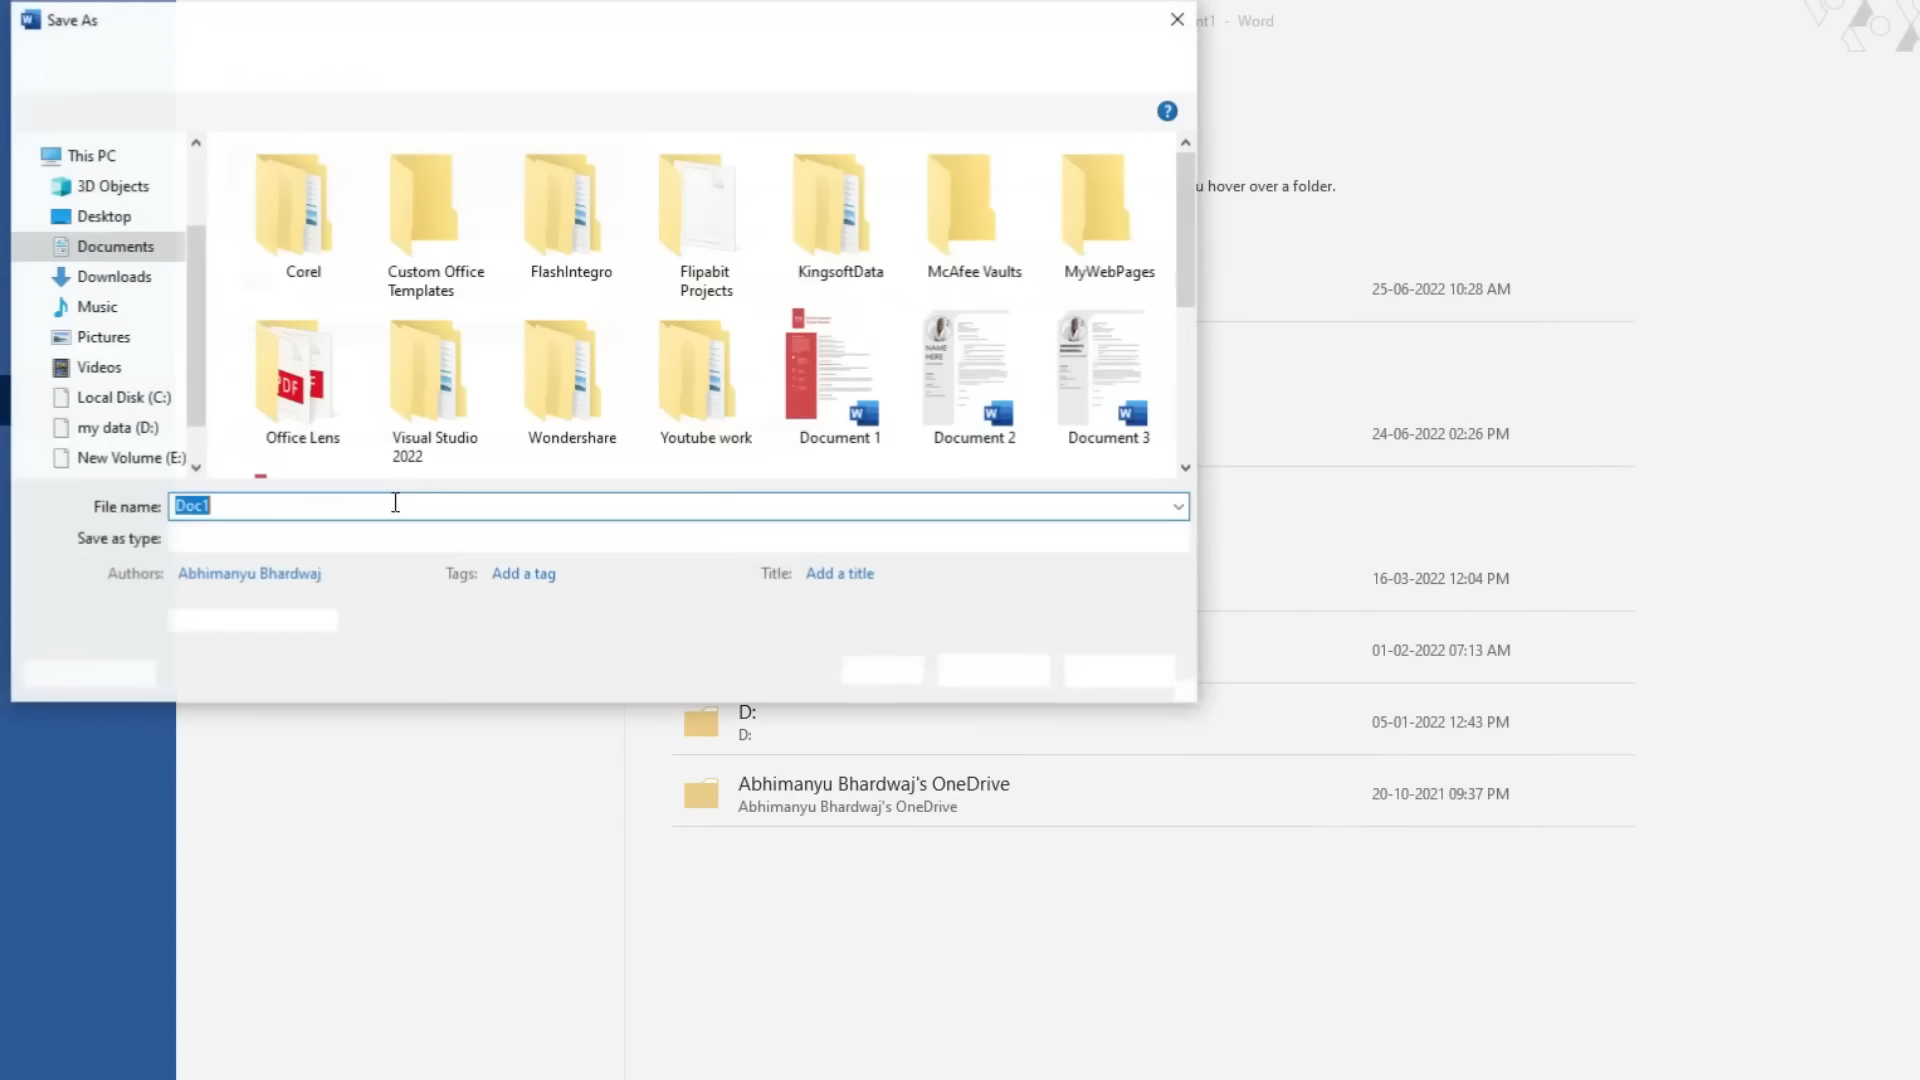 Save As
nt1 - Word
This PC
3D Objects
Desktop
Documents
Downloads
Music
Pictures
Videos
Local Disk (C:)
my data (D:)
New Volume (E:)
Corel
Custom Office
Templates
FlashIntegro
Flipabit
Projects
KingsoftData
McAfee Vaults
MyWebPages
PDF
Office Lens
Visual Studio
2022
Wondershare
Youtube work
NAME
HERE
Document 1
Document 2
Document 3
File name: Doc1
Save as type:
Authors: Abhimanyu Bhardwaj Tags: Add a tag Title: Add a title
u hover over a folder.
25-06-2022 10:28 AM
24-06-2022 02:26 PM
16-03-2022 12:04 PM
01-02-2022 07:13 AM
D:
D:
05-01-2022 12:43 PM
Abhimanyu Bhardwaj's OneDrive
Abhimanyu Bhardwaj's OneDrive
20-10-2021 09:37 PM